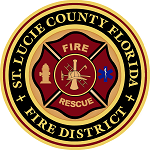 ST. LUCIE COUNTY FLORIDA
FIRE
RESCUE
FIRE DISTRICT